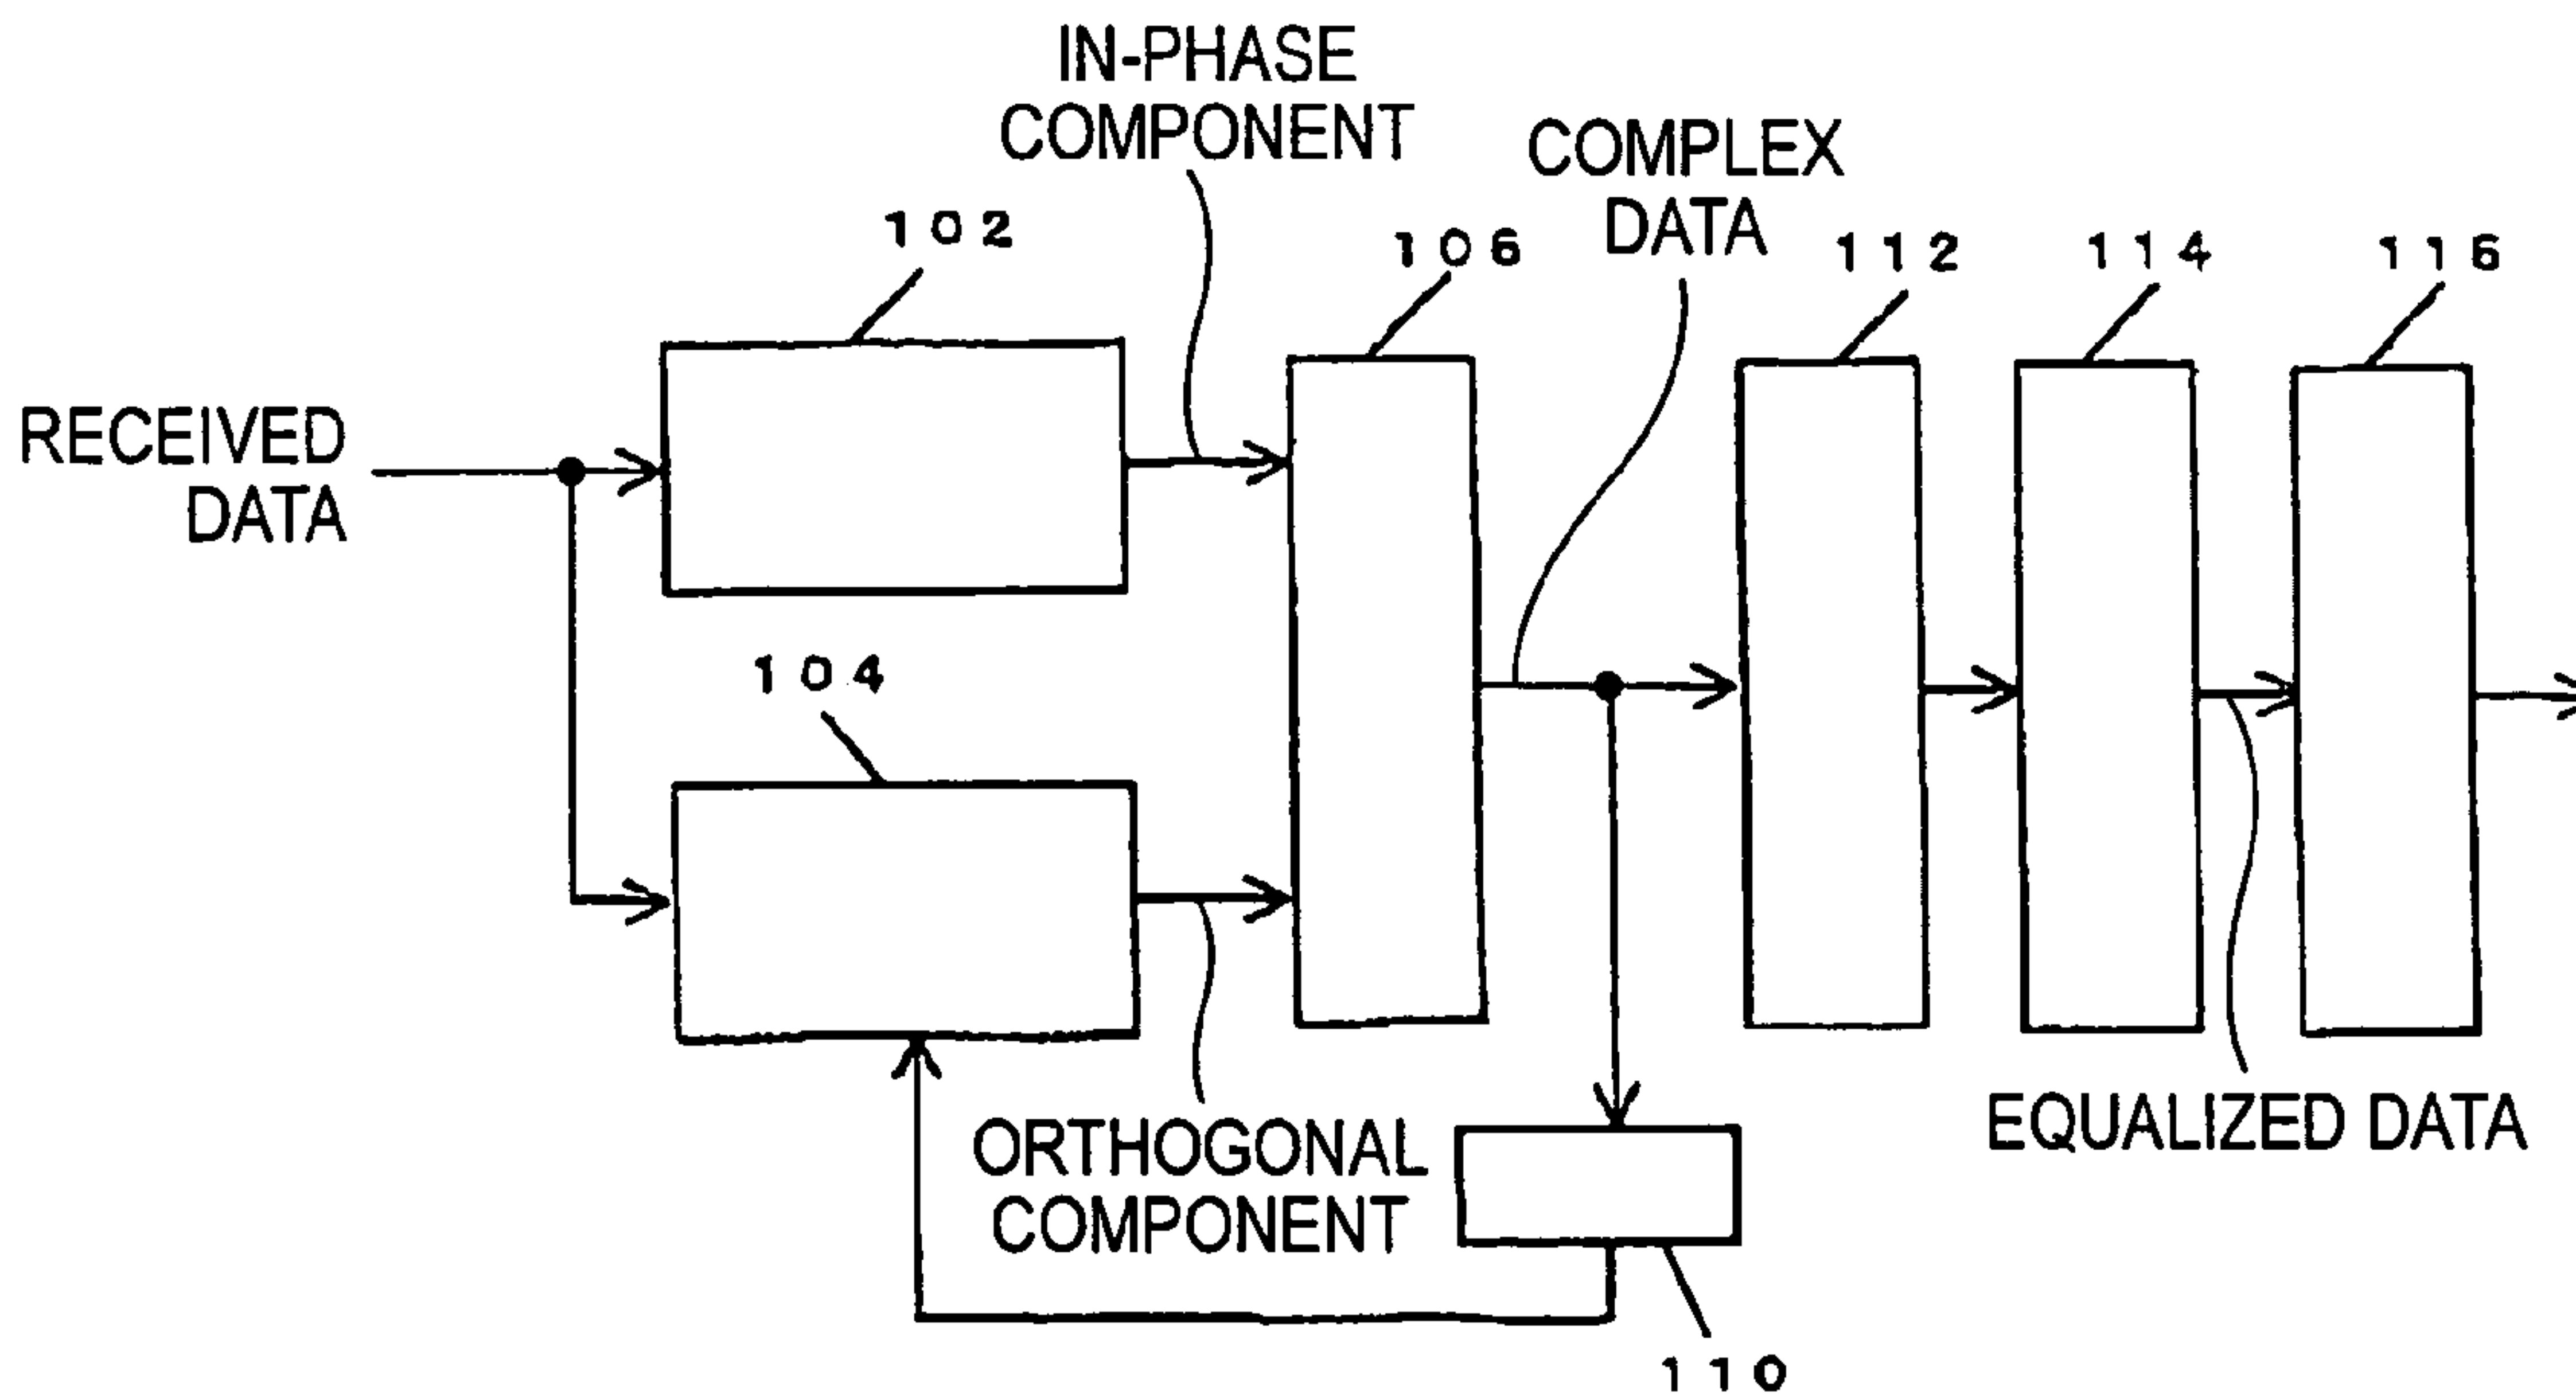 IN-PHASE
COMPONENT
COMPLEX
DATA
102
106
112
114
116
RECEIVED
DATA
104
ORTHOGONAL
COMPONENT
EQUALIZED DATA
110